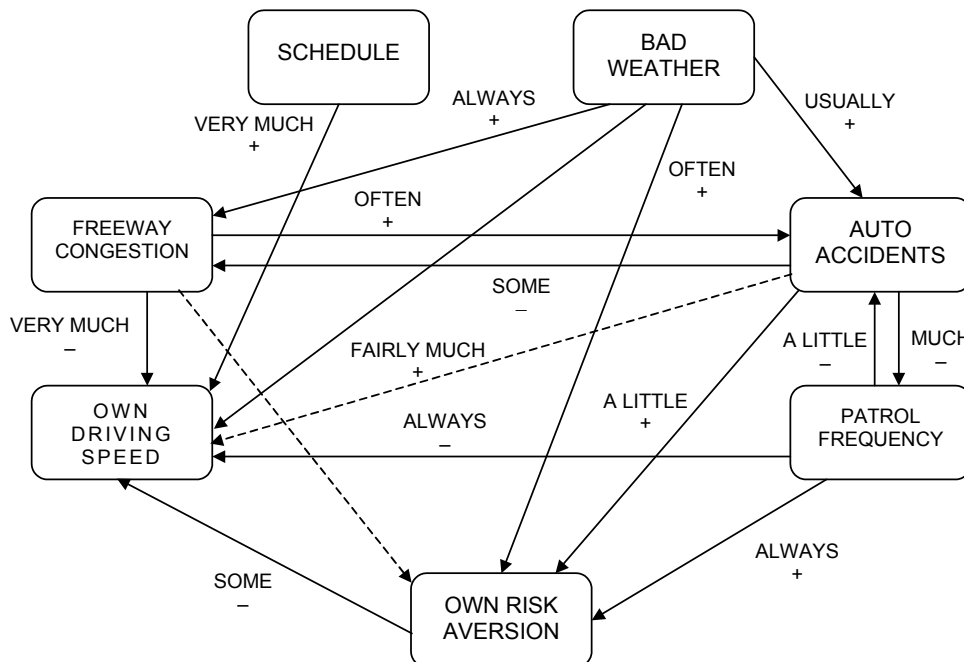 SCHEDULE
BAD
WEATHER
ALWAYS
+
USUALLY
+
VERY MUCH
+
OFTEN
+
OFTEN
+
FREEWAY
CONGESTION
AUTO
ACCIDENTS
SOME
–
VERY MUCH
–
FAIRLY MUCH
+
A LITTLE
–
MUCH
–
OWN
DRIVING
SPEED
ALWAYS
–
A LITTLE
+
PATROL
FREQUENCY
SOME
–
ALWAYS
+
OWN RISK
AVERSION